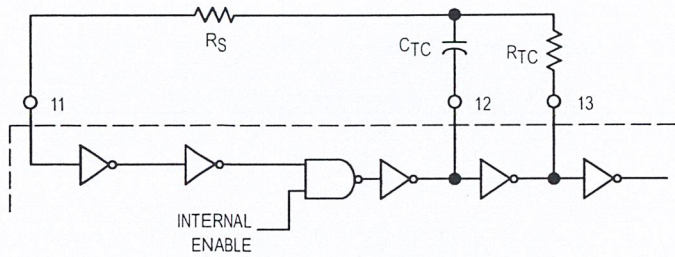 RS
CTC
RTC
11
12
13
INTERNAL
ENABLE